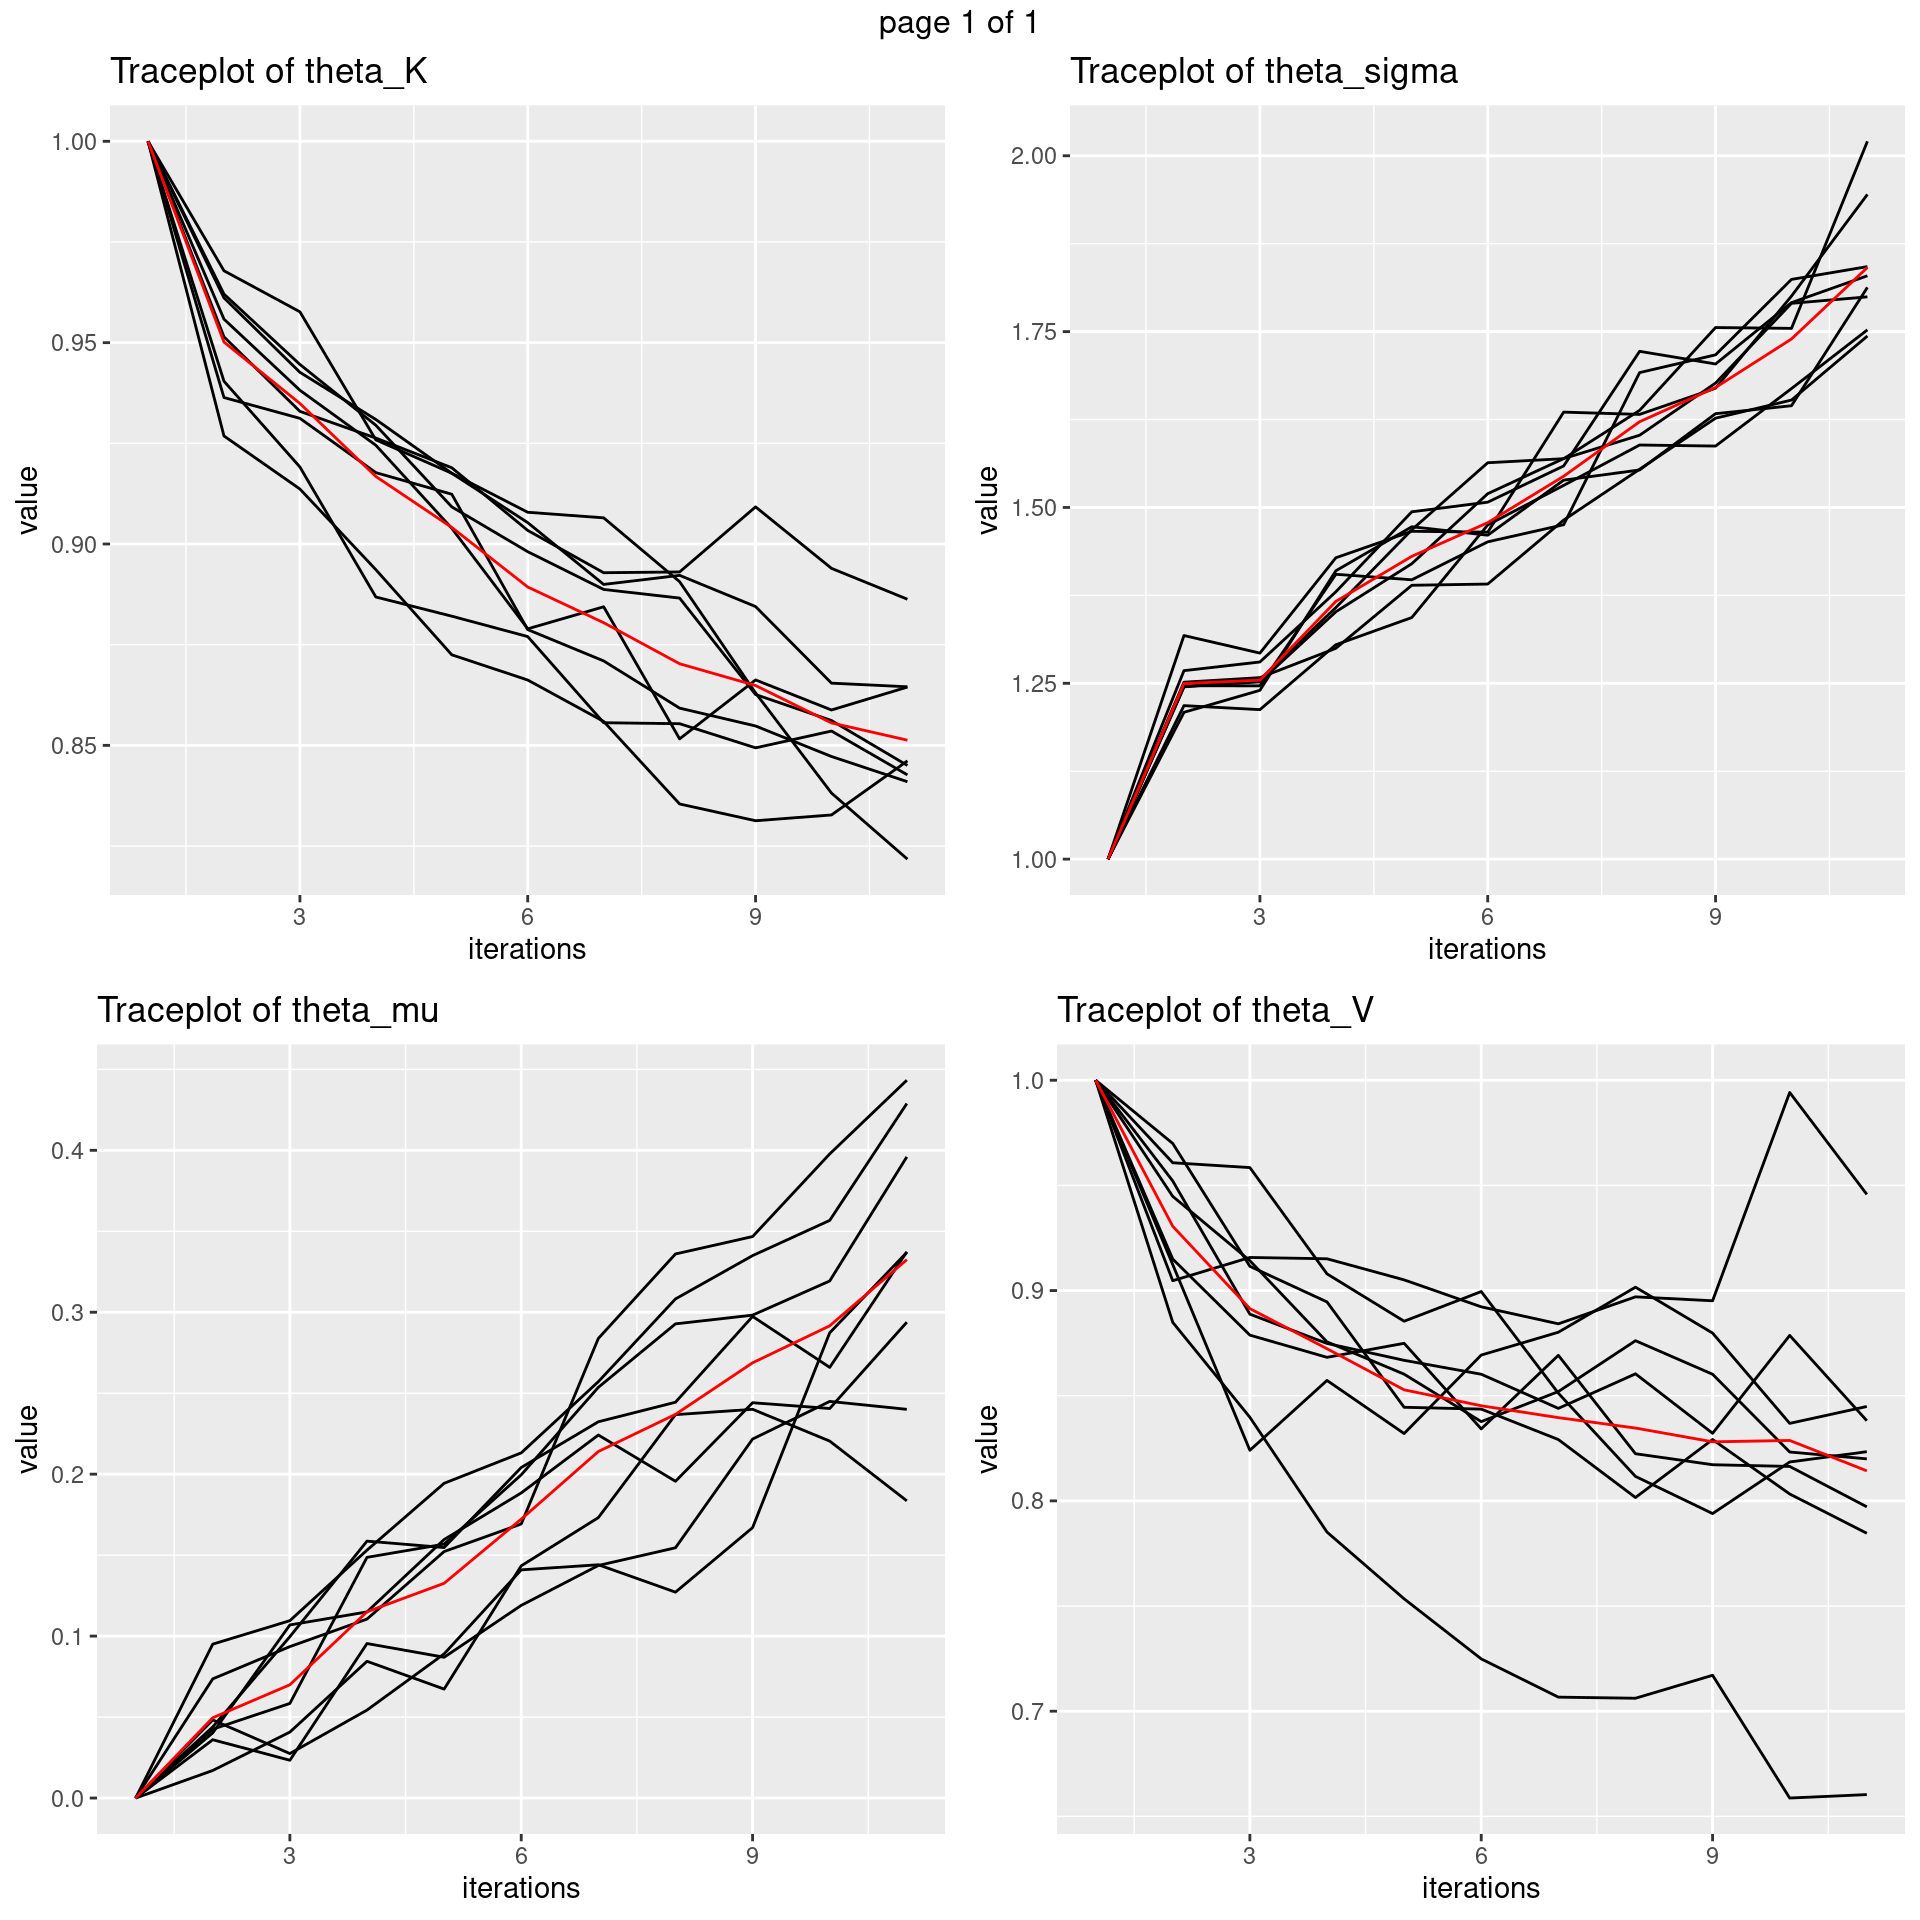 page 1 of 1
Traceplot of theta_K
value
1.00
0.95
0.90
0.85
3 6 9
iterations
Traceplot of theta_sigma
value
2.00
1.75
1.50
1.25
1.00
3 6 9
iterations
Traceplot of theta_mu
value
0.4
0.3
0.2
0.1
0.0
3 6 9
iterations
Traceplot of theta_V
value
1.0
0.9
0.8
0.7
3 6 9
iterations